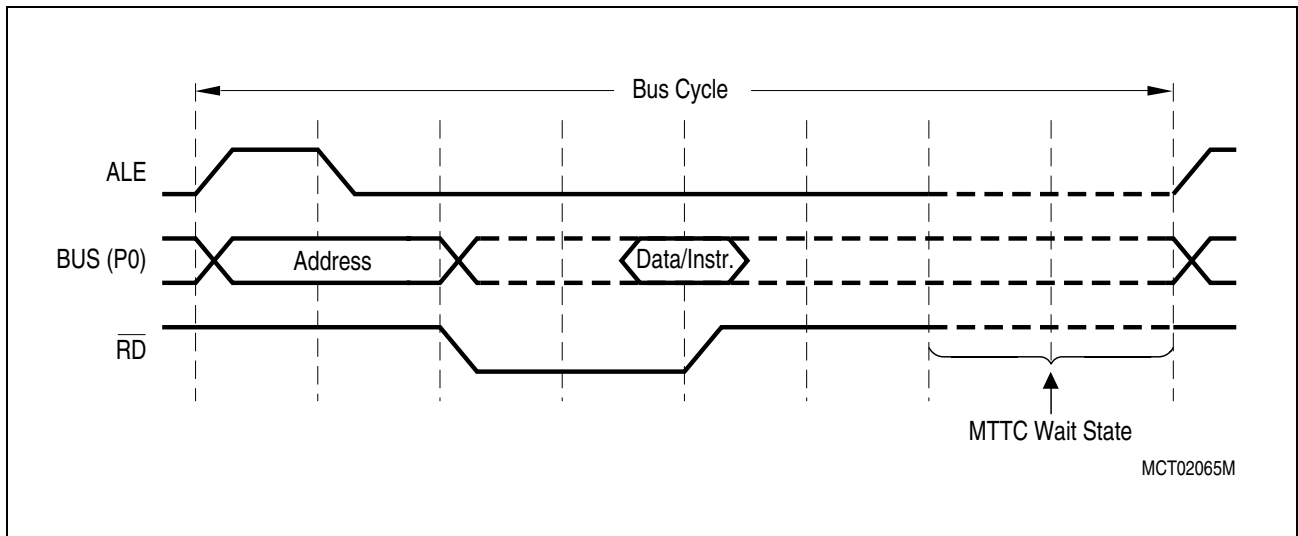 Bus Cycle
ALE
BUS (P0)
Address
Data/Instr.
RD
MTTC Wait State
MCT02065M